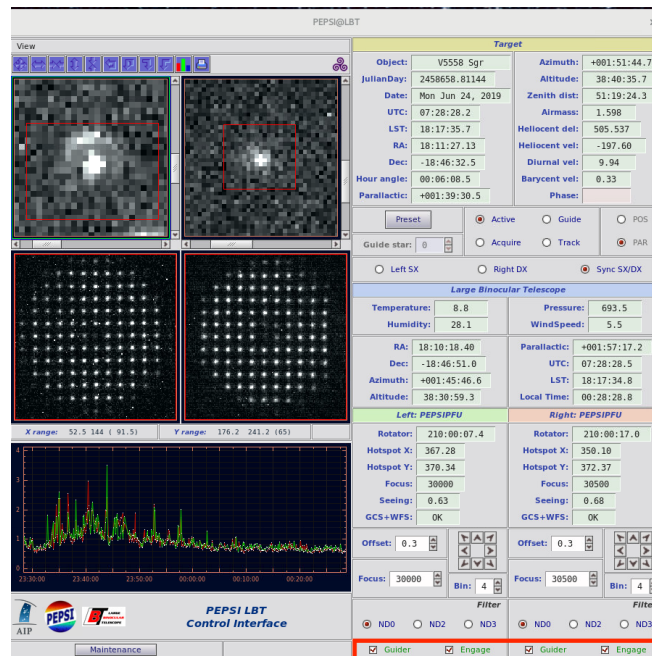 PEPSI@LBT
View
Target
Object: V5558 Sgr Azimuth: +001:51:44.7
JulianDay: 2458658.81144 Altitude: 38:40:35.7
Date: Mon Jun 24, 2019 Zenith dist: 51:19:24.3
UTC: 07:28:28.2 Airmass: 1.598
LST: 18:17:35.7 Heliocent del: 505.537
RA: 18:11:27.13 Heliocent vel: -197.60
Dec: -18:46:32.5 Diurnal vel: 9.94
Hour angle: 00:06:08.5 Barycent vel: 0.33
Parallactic: +001:39:30.5 Phase:
Preset Active Guide POS
Guide star: 0 Acquire Track PAR
Left SX Right DX Sync SX/DX
Large Binocular Telescope
Temperature: 8.8 Pressure: 693.5
Humidity: 28.1 WindSpeed: 5.5
RA: 18:10:18.40 Parallactic: +001:57:17.2
Dec: -18:46:51.0 UTC: 07:28:28.5
Azimuth: +001:45:46.6 LST: 18:17:34.8
Altitude: 38:30:59.3 Local Time: 00:28:28.8
Left: PEPSIPFU Right: PEPSIPFU
Rotator: 210:00:07.4 Rotator: 210:00:17.0
Hotspot X: 367.28 Hotspot X: 350.10
Hotspot Y: 370.34 Hotspot Y: 372.37
Focus: 30000 Focus: 30500
Seeing: 0.63 Seeing: 0.68
GCS+WFS: OK GCS+WFS: OK
Offset: 0.3 Offset: 0.3
Focus: 30000 Bin: 4 Focus: 30500 Bin: 4
Filter Filte
ND0 ND2 ND3 ND0 ND2 ND3
Guider Engage Guider Engage
X range: 52.5 144 ( 91.5) Y range: 176.2 241.2 (65)
4
3
2
1
0
23:30:00 23:40:00 23:50:00 00:00:00 00:10:00 00:20:00
AIP PEPSI LBT LARGE BINOCULAR TELESCOPE
PEPSI LBT
Control Interface
Maintenance